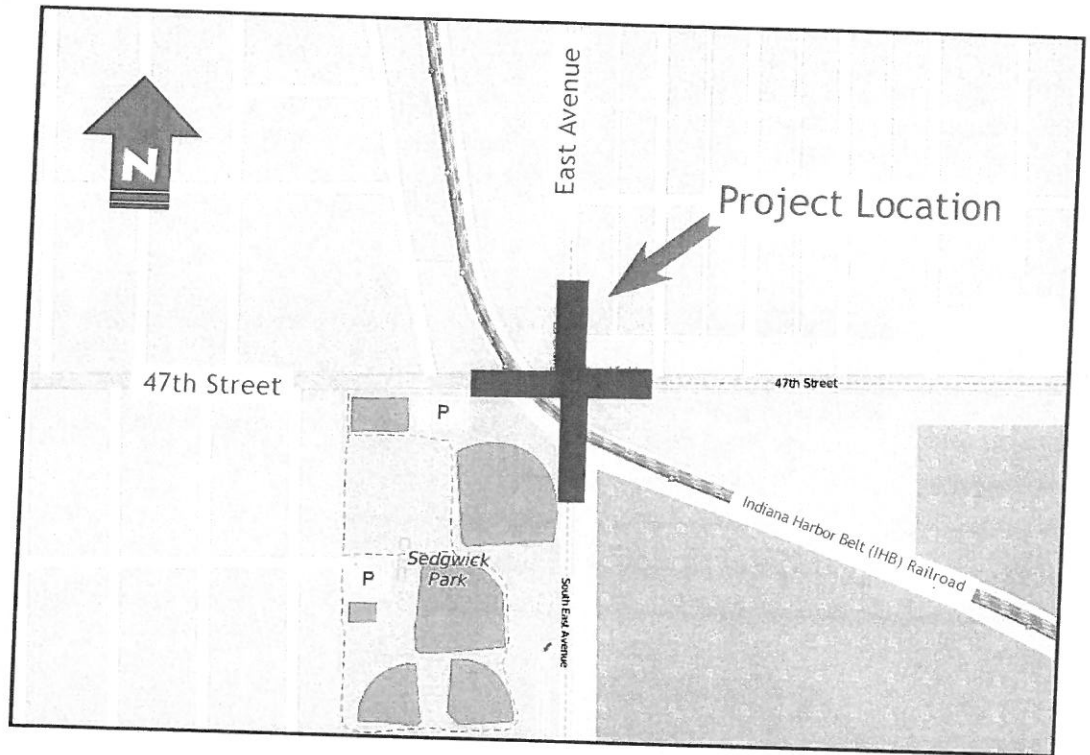 N
East Avenue
Project Location
47th Street
47th Street
P
Sedgwick
Park
P
South East Avenue
Indiana Harbor Belt (IHB) Railroad